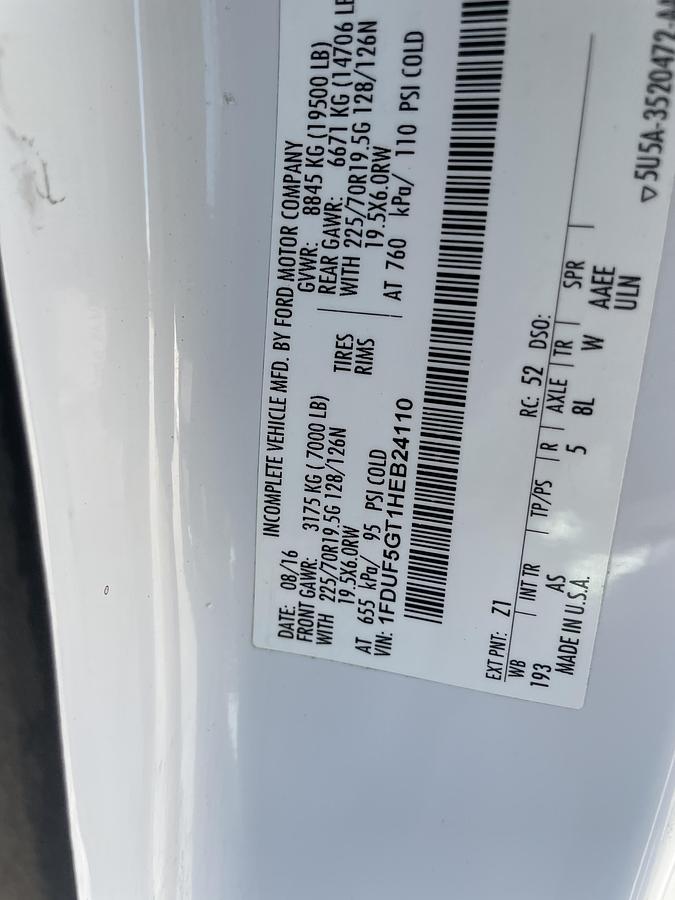 INCOMPLETE VEHICLE MFD. BY FORD MOTOR COMPANY
DATE: 08/16 GVWR: 8845 KG (19500 LB)
FRONT GAWR: 3175 KG ( 7000 LB) REAR GAWR: 6671 KG (14706 LB
WITH 225/70R19.5G 128/126N TIRES WITH 225/70R19.5G 128/126N
19.5X6.0RW RIMS 19.5X6.0RW
AT 655 kPa/ 95 PSI COLD AT 760 kPa/ 110 PSI COLD
VIN: 1FDUF5GT1HEB24110
EXT PNT: Z1 RC: 52 DSO:
WB INT TR TP/PS R AXLE TR SPR
193 AS 5 8L W AAEE
MADE IN U.S.A. ULN
5U5A-3520472-